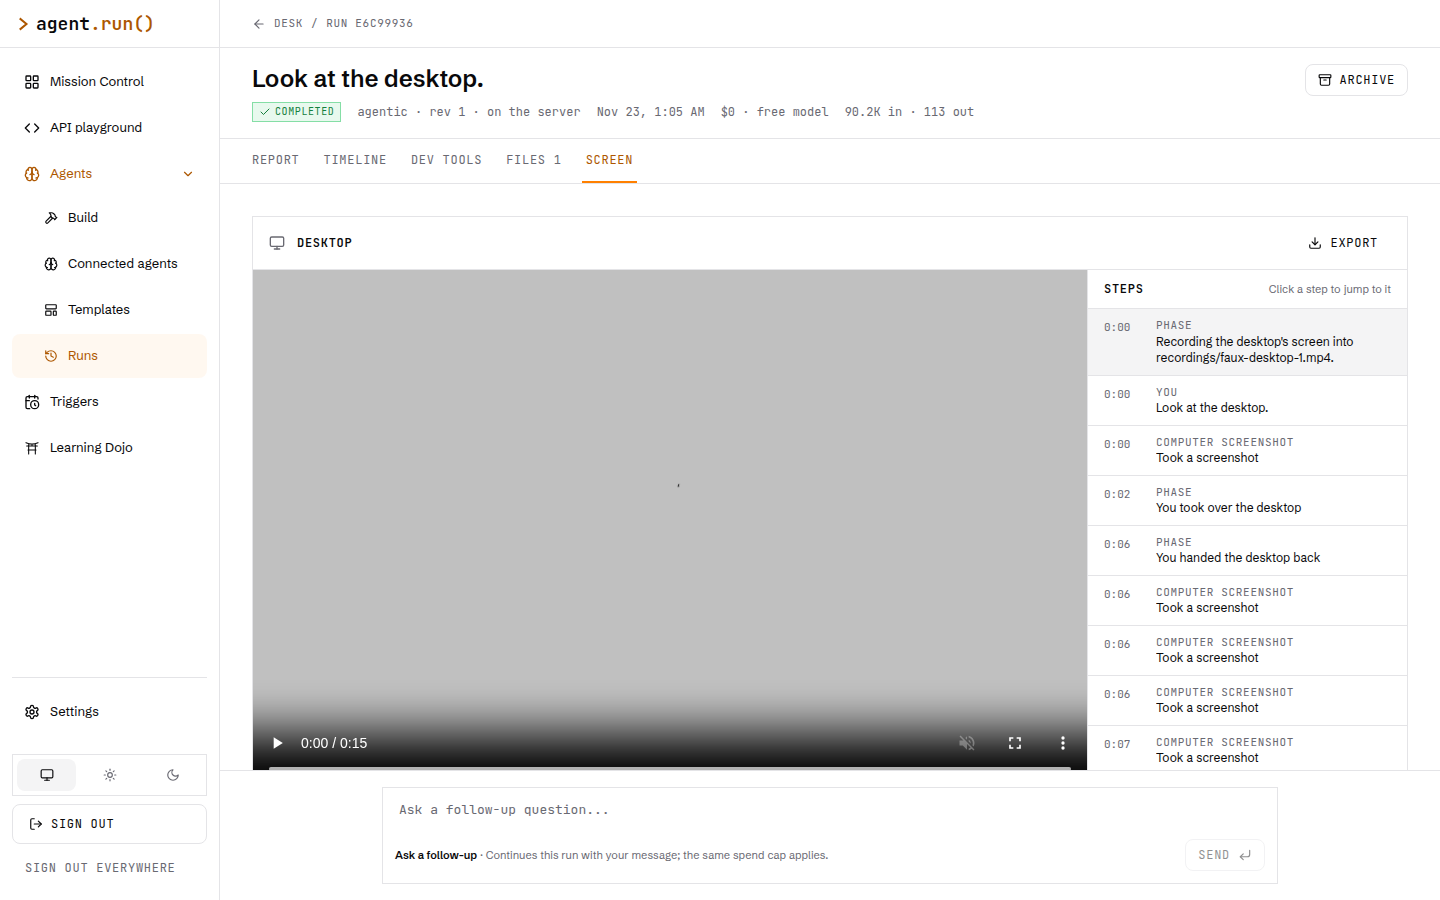 agent.run()
DESK / RUN E6C99936
Mission Control
API playground
Agents
Build
Connected agents
Templates
Runs
Triggers
Learning Dojo
Settings
SIGN OUT
SIGN OUT EVERYWHERE
Look at the desktop.
ARCHIVE
COMPLETED agentic · rev 1 · on the server Nov 23, 1:05 AM $0 · free model 90.2K in · 113 out
REPORT TIMELINE DEV TOOLS FILES 1 SCREEN
DESKTOP
EXPORT
0:00 / 0:15
STEPS Click a step to jump to it
0:00 PHASE
Recording the desktop's screen into
recordings/faux-desktop-1.mp4.
0:00 YOU
Look at the desktop.
0:00 COMPUTER SCREENSHOT
Took a screenshot
0:02 PHASE
You took over the desktop
0:06 PHASE
You handed the desktop back
0:06 COMPUTER SCREENSHOT
Took a screenshot
0:06 COMPUTER SCREENSHOT
Took a screenshot
0:06 COMPUTER SCREENSHOT
Took a screenshot
0:07 COMPUTER SCREENSHOT
Took a screenshot
Ask a follow-up question...
Ask a follow-up · Continues this run with your message; the same spend cap applies.
SEND